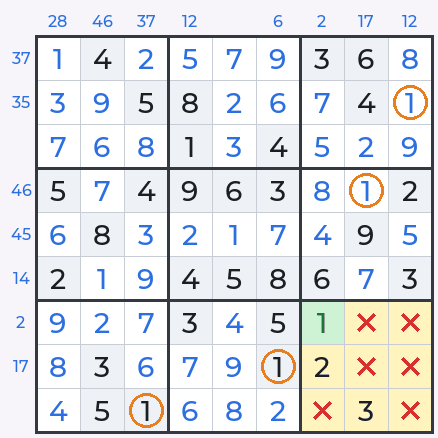 28 46 37 12 6 2 17 12
37 1 4 2 5 7 9 3 6 8
35 3 9 5 8 2 6 7 4 1
7 6 8 1 3 4 5 2 9
46 5 7 4 9 6 3 8 1 2
45 6 8 3 2 1 7 4 9 5
14 2 1 9 4 5 8 6 7 3
2 9 2 7 3 4 5 1
17 8 3 6 7 9 1 2
4 5 1 6 8 2 3